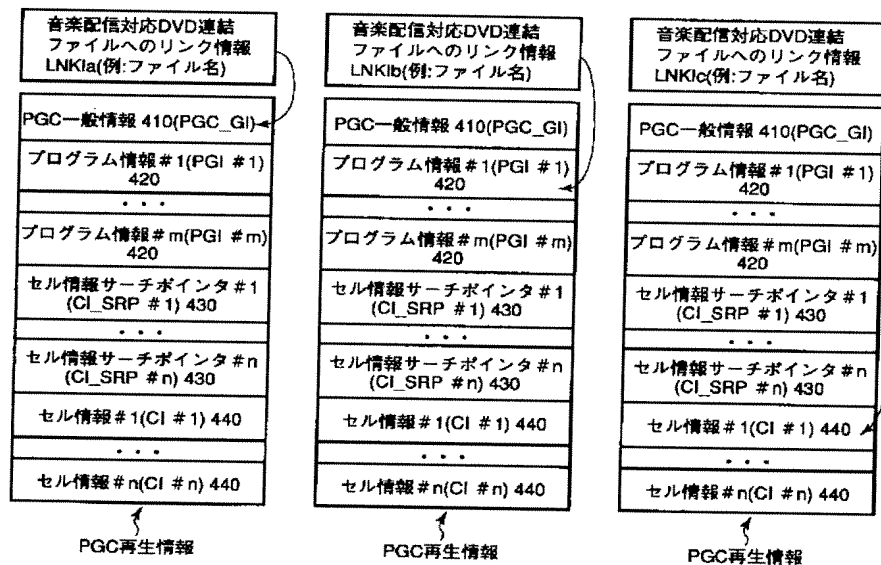 音楽配信対応DVD連結
ファイルへのリンク情報
LNKIa(例:ファイル名)
PGC一般情報 410(PGC_GI)
プログラム情報#1(PGI #1)
420
・・・
プログラム情報#m(PGI #m)
420
セル情報サーチポインタ#1
(CI_SRP #1) 430
・・・
セル情報サーチポインタ#n
(CI_SRP #n) 430
セル情報#1(CI #1) 440
・・・
セル情報#n(CI #n) 440
PGC再生情報
音楽配信対応DVD連結
ファイルへのリンク情報
LNKIb(例:ファイル名)
PGC一般情報 410(PGC_GI)
プログラム情報#1(PGI #1)
420
・・・
プログラム情報#m(PGI #m)
420
セル情報サーチポインタ#1
(CI_SRP #1) 430
・・・
セル情報サーチポインタ#n
(CI_SRP #n) 430
セル情報#1(CI #1) 440
・・・
セル情報#n(CI #n) 440
PGC再生情報
音楽配信対応DVD連結
ファイルへのリンク情報
LNKIc(例:ファイル名)
PGC一般情報 410(PGC_GI)
プログラム情報#1(PGI #1)
420
・・・
プログラム情報#m(PGI #m)
420
セル情報サーチポインタ#1
(CI_SRP #1) 430
・・・
セル情報サーチポインタ#n
(CI_SRP #n) 430
セル情報#1(CI #1) 440
・・・
セル情報#n(CI #n) 440
PGC再生情報